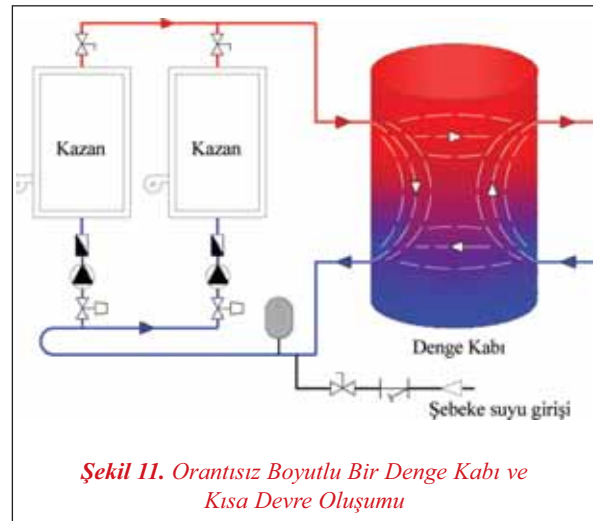 Kazan
Kazan
Denge Kabı
Şebeke suyu girişi
Şekil 11. Orantısız Boyutlu Bir Denge Kabı ve
Kısa Devre Oluşumu